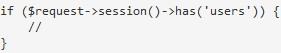 if ($request->session()->has('users')) {
    //
}